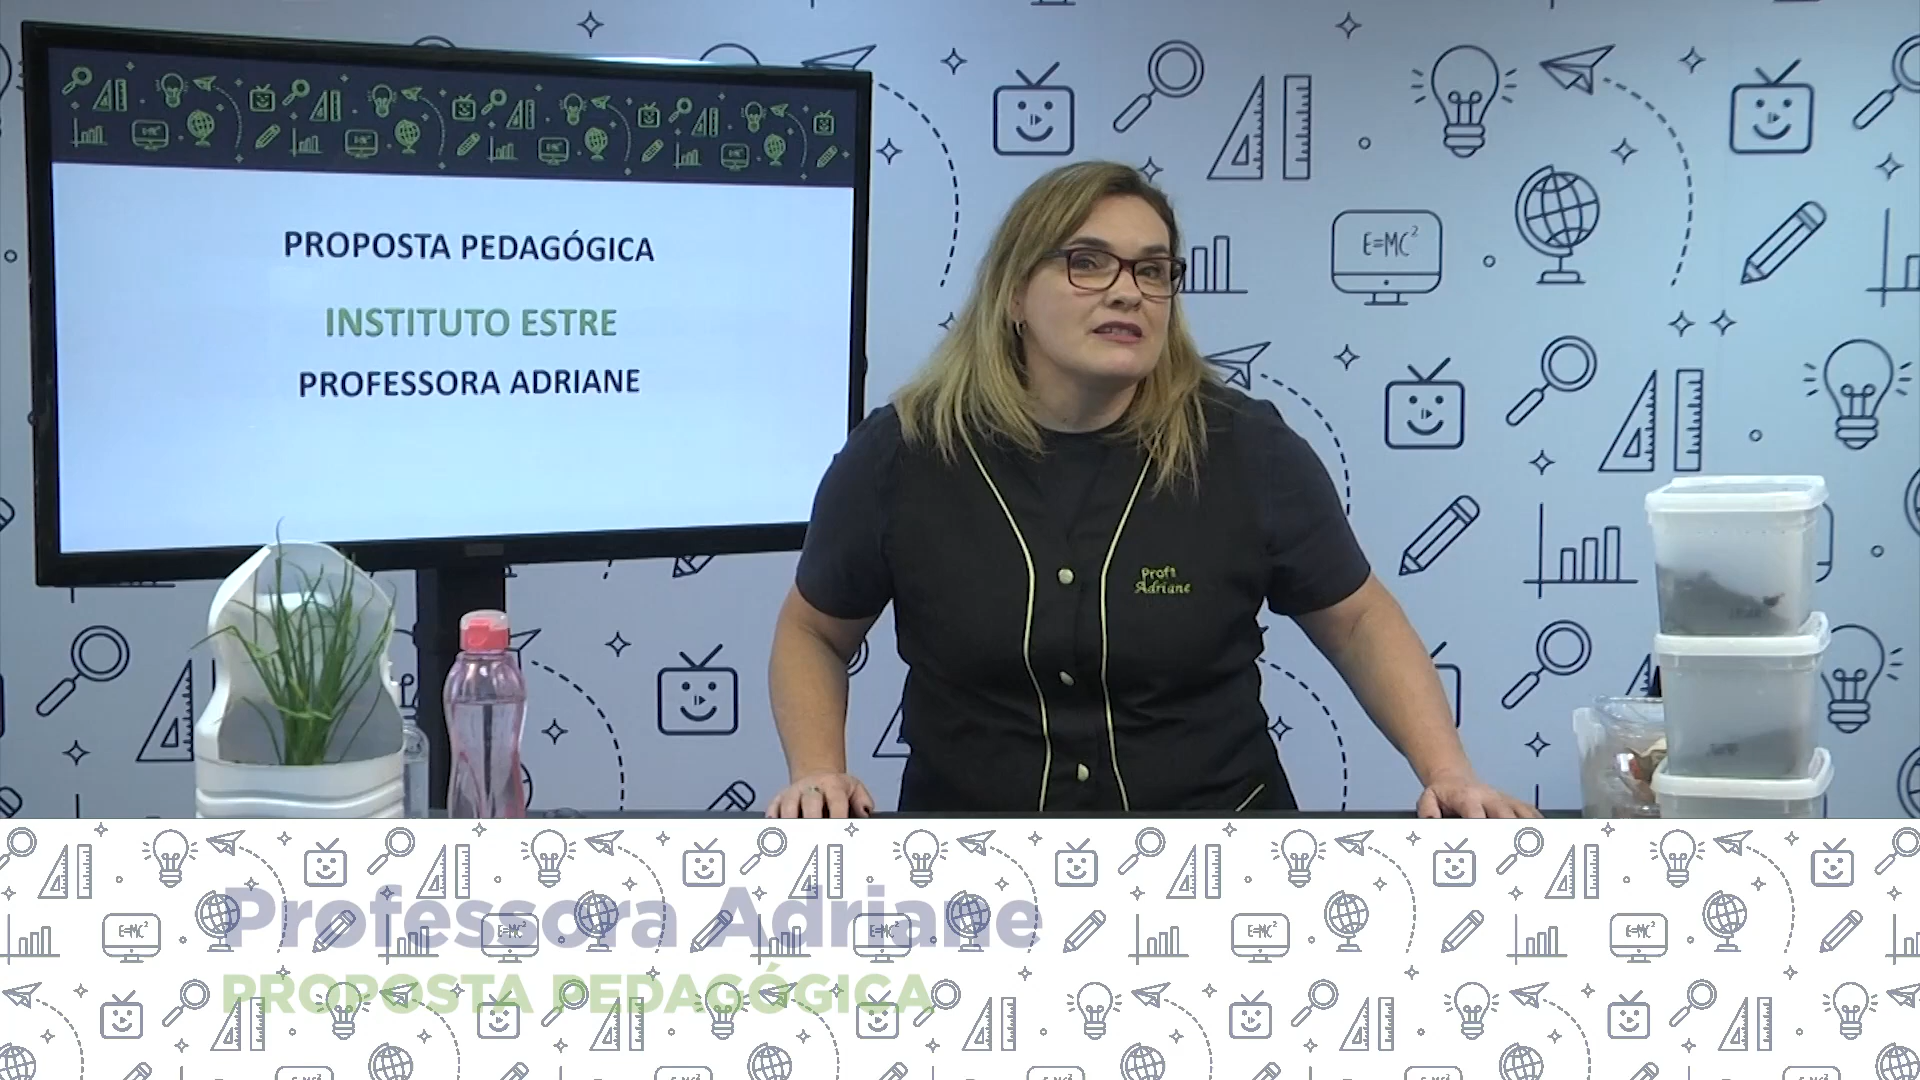 PROPOSTA PEDAGÓGICA
INSTITUTO ESTRE
PROFESSORA ADRIANE
E=MC²
Profª
Adriane
Professora Adriane
PROPOSTA PEDAGÓGICA